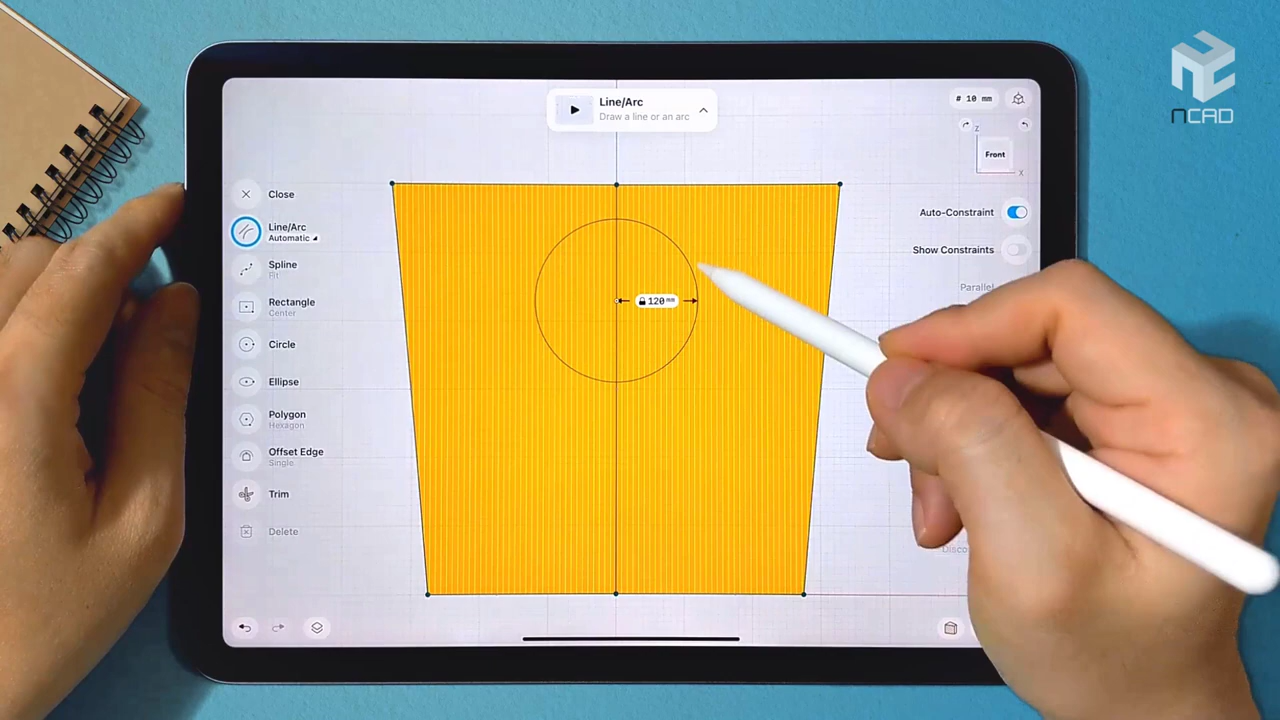 Line/Arc
Draw a line or an arc
# 10 mm
Z
Front
X
Close
Line/Arc
Automatic
Spline
Fit
Rectangle
Center
Circle
Ellipse
Polygon
Hexagon
Offset Edge
Single
Trim
Delete
120 mm
Auto-Constraint
Show Constraints
Parallel
Disco
NCAD